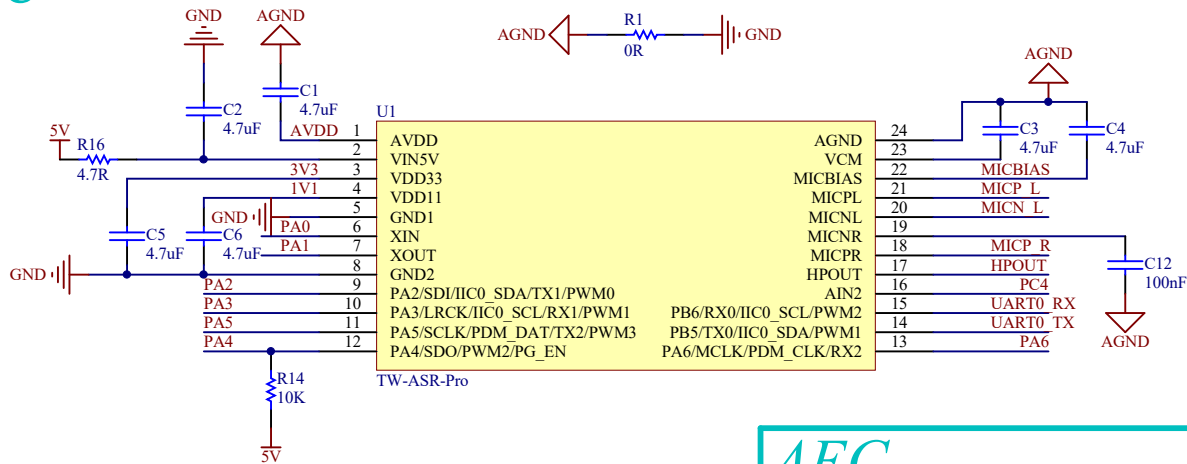 GND
AGND
C2
4.7uF
C1
4.7uF
AGND
R1
0R
GND
AGND
C3
4.7uF
C4
4.7uF
5V
R16
4.7R
U1
AVDD 1 AVDD
2 VIN5V
3V3 3 VDD33
1V1 4 VDD11
GND 5 GND1
PA0 6 XIN
PA1 7 XOUT
8 GND2
PA2 9 PA2/SDI/IIC0_SDA/TX1/PWM0
PA3 10 PA3/LRCK/IIC0_SCL/RX1/PWM1
PA5 11 PA5/SCLK/PDM_DAT/TX2/PWM3
PA4 12 PA4/SDO/PWM2/PG_EN
AGND 24
VCM 23
MICBIAS 22 MICBIAS
MICPL 21 MICP_L
MICNL 20 MICN_L
MICNR 19
MICPR 18 MICP_R
HPOUT 17 HPOUT
AIN2 16 PC4
PB6/RX0/IIC0_SCL/PWM2 15 UART0_RX
PB5/TX0/IIC0_SDA/PWM1 14 UART0_TX
PA6/MCLK/PDM_CLK/RX2 13 PA6
TW-ASR-Pro
C5
4.7uF
C6
4.7uF
GND
C12
100nF
AGND
R14
10K
5V
AEC